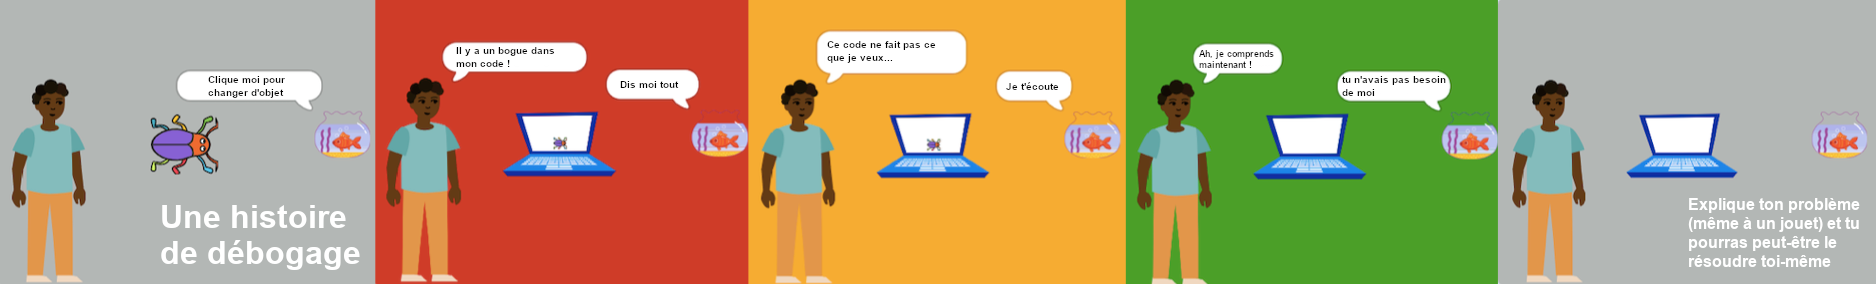 Clique moi pour
changer d'objet
Une histoire
de débogage
Il y a un bogue dans
mon code !
Dis moi tout
Ce code ne fait pas ce
que je veux...
Je t'écoute
Ah, je comprends
maintenant !
tu n'avais pas besoin
de moi
Explique ton problème
(même à un jouet) et tu
pourras peut-être le
résoudre toi-même